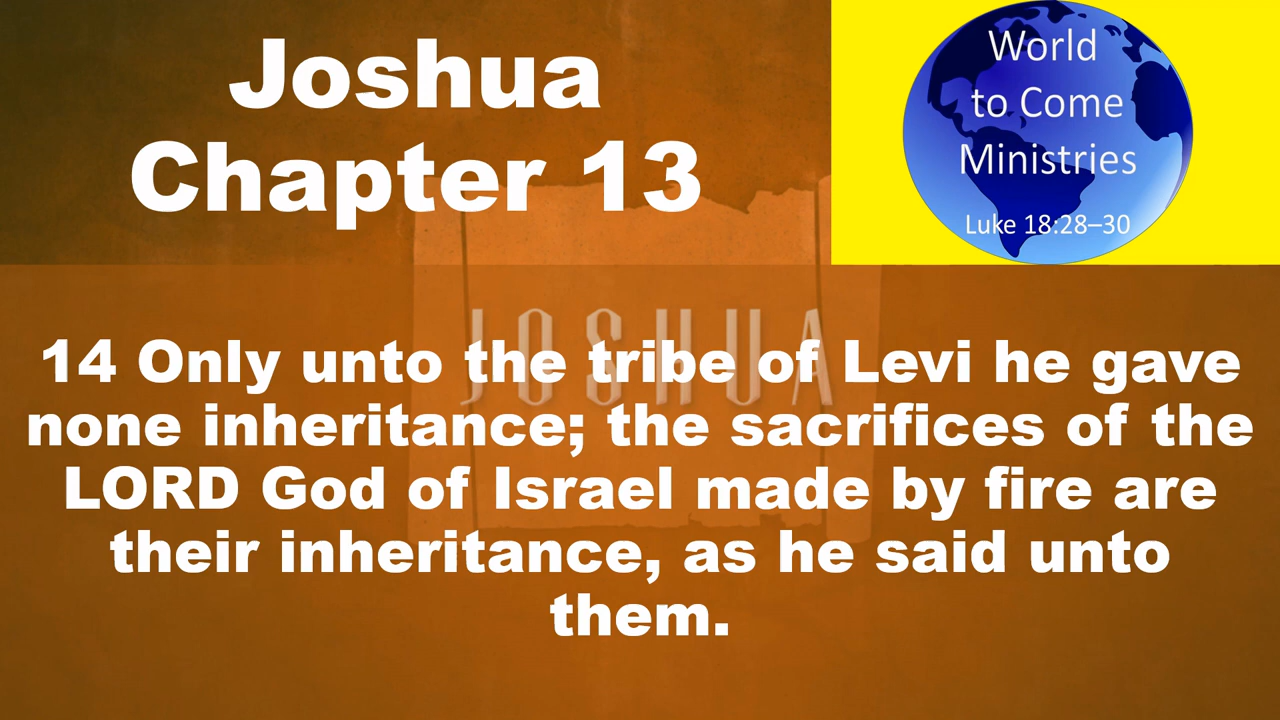 Joshua
Chapter 13
World
to Come
Ministries
Luke 18:28–30
JOSHUA
14 Only unto the tribe of Levi he gave
none inheritance; the sacrifices of the
LORD God of Israel made by fire are
their inheritance, as he said unto
them.